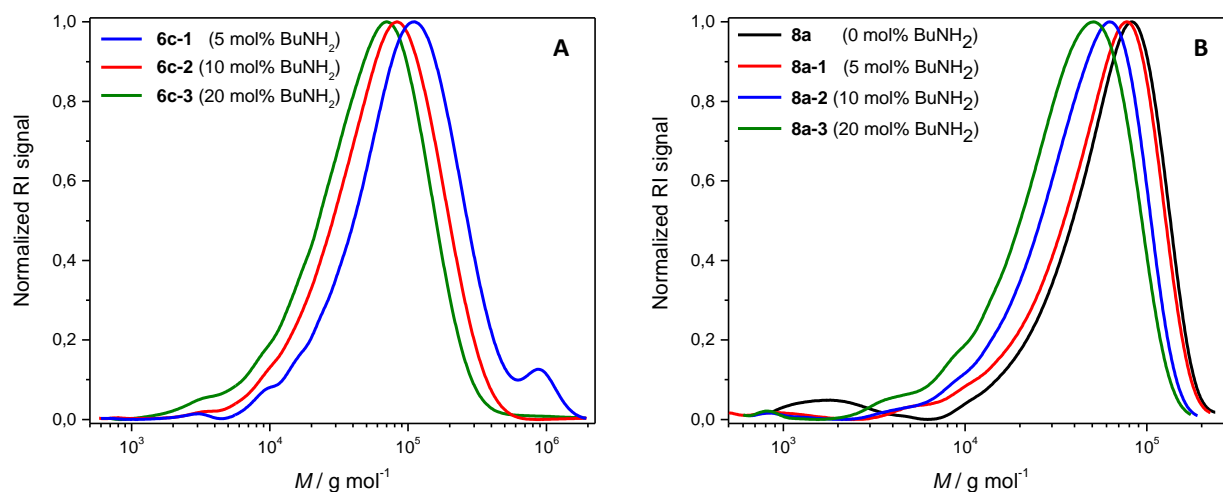 1,0
0,8
0,6
0,4
0,2
0,0
Normalized RI signal
6c-1 (5 mol% BuNH₂)
6c-2 (10 mol% BuNH₂)
6c-3 (20 mol% BuNH₂)
A
10³ 10⁴ 10⁵ 10⁶
M / g mol⁻¹
1,0
0,8
0,6
0,4
0,2
0,0
Normalized RI signal
8a (0 mol% BuNH₂)
8a-1 (5 mol% BuNH₂)
8a-2 (10 mol% BuNH₂)
8a-3 (20 mol% BuNH₂)
B
10³ 10⁴ 10⁵
M / g mol⁻¹